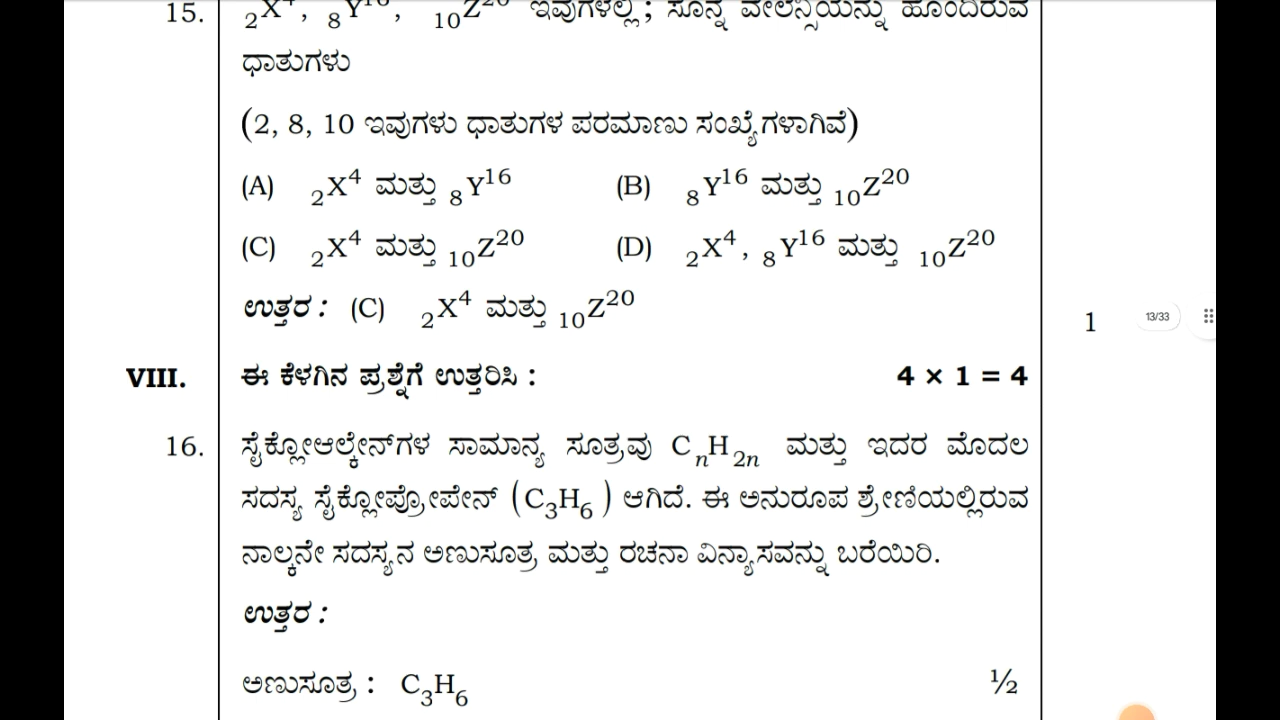 15. ₂X⁴, ₈Y¹⁶, ₁₀Z²⁰ ಇವುಗಳಲ್ಲಿ ; ಸೊನ್ನೆ ವೇಲೆನ್ಸಿಯನ್ನು ಹೊಂದಿರುವ
ಧಾತುಗಳು
(2, 8, 10 ಇವುಗಳು ಧಾತುಗಳ ಪರಮಾಣು ಸಂಖ್ಯೆಗಳಾಗಿವೆ)
(A) ₂X⁴ ಮತ್ತು ₈Y¹⁶ (B) ₈Y¹⁶ ಮತ್ತು ₁₀Z²⁰
(C) ₂X⁴ ಮತ್ತು ₁₀Z²⁰ (D) ₂X⁴, ₈Y¹⁶ ಮತ್ತು ₁₀Z²⁰
ಉತ್ತರ : (C) ₂X⁴ ಮತ್ತು ₁₀Z²⁰ 1
13/33
VIII. ಈ ಕೆಳಗಿನ ಪ್ರಶ್ನೆಗೆ ಉತ್ತರಿಸಿ : 4 × 1 = 4
16. ಸೈಕ್ಲೋಆಲ್ಕೇನ್‌ಗಳ ಸಾಮಾನ್ಯ ಸೂತ್ರವು CₙH₂ₙ ಮತ್ತು ಇದರ ಮೊದಲ
ಸದಸ್ಯ ಸೈಕ್ಲೋಪ್ರೋಪೇನ್ (C₃H₆) ಆಗಿದೆ. ಈ ಅನುರೂಪ ಶ್ರೇಣಿಯಲ್ಲಿರುವ
ನಾಲ್ಕನೇ ಸದಸ್ಯನ ಅಣುಸೂತ್ರ ಮತ್ತು ರಚನಾ ವಿನ್ಯಾಸವನ್ನು ಬರೆಯಿರಿ.
ಉತ್ತರ :
ಅಣುಸೂತ್ರ : C₃H₆ ½